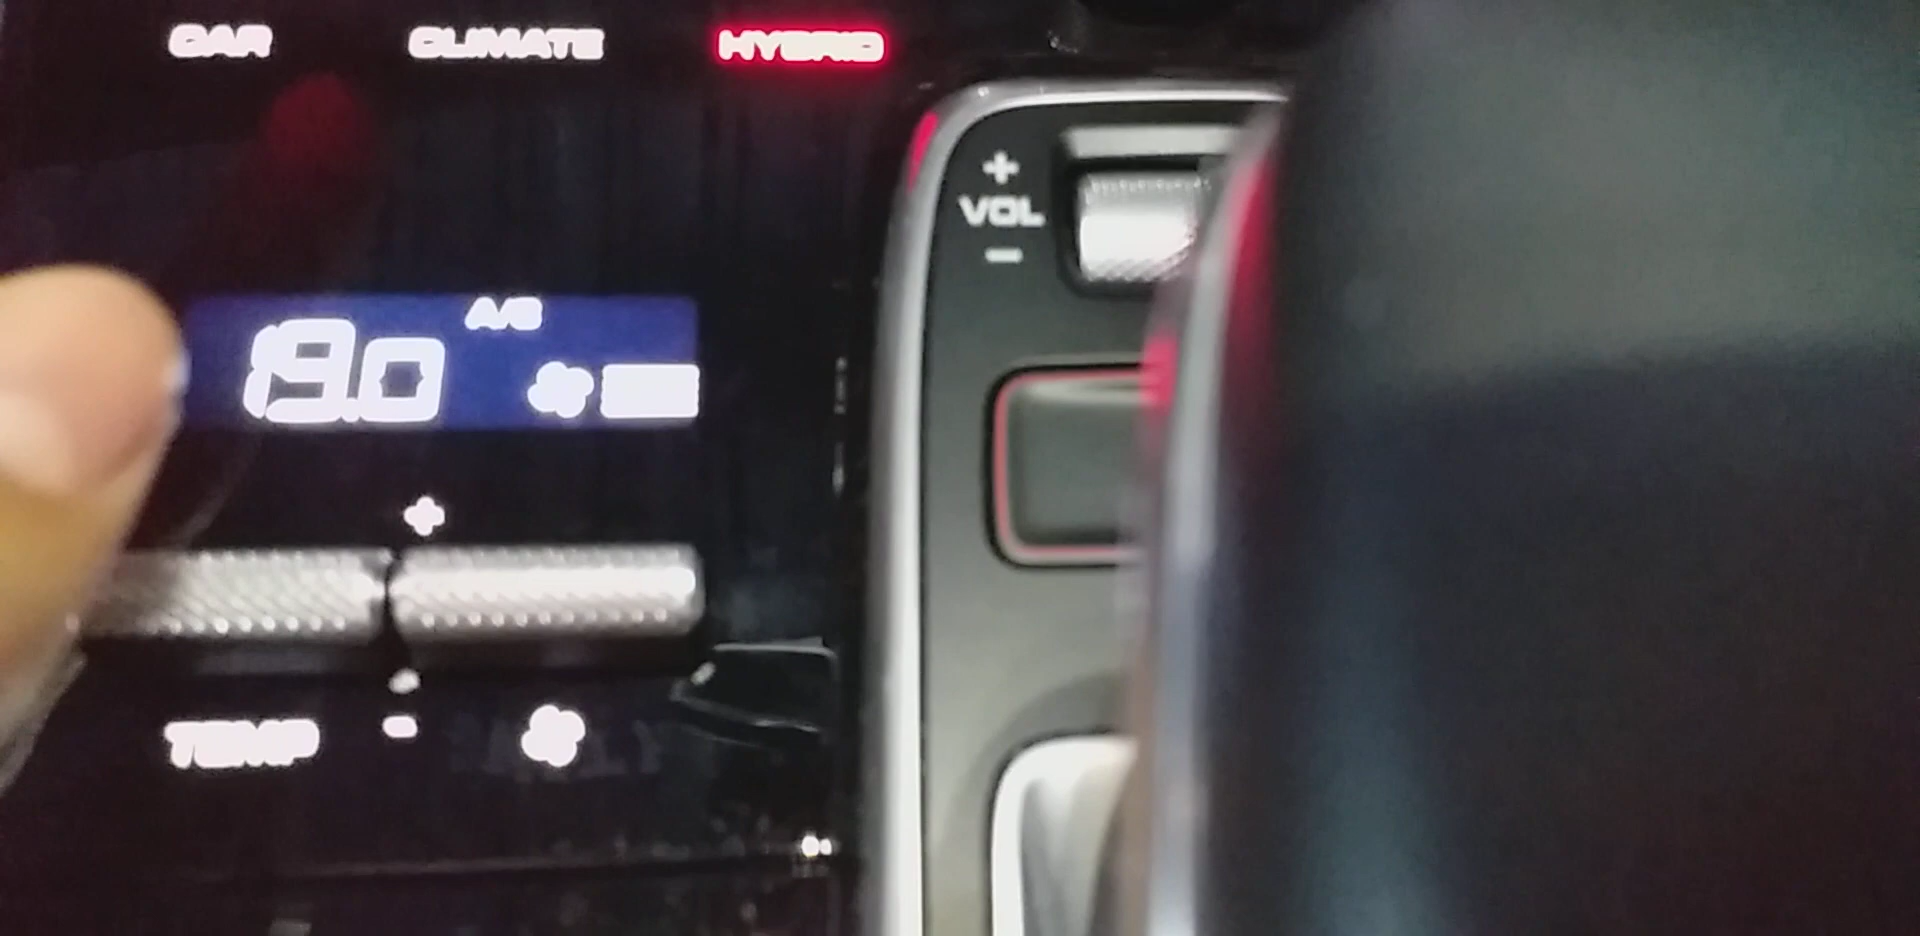 CAR CLIMATE HYBRID
+
VOL
-
A/C
19.0
+
-
TEMP